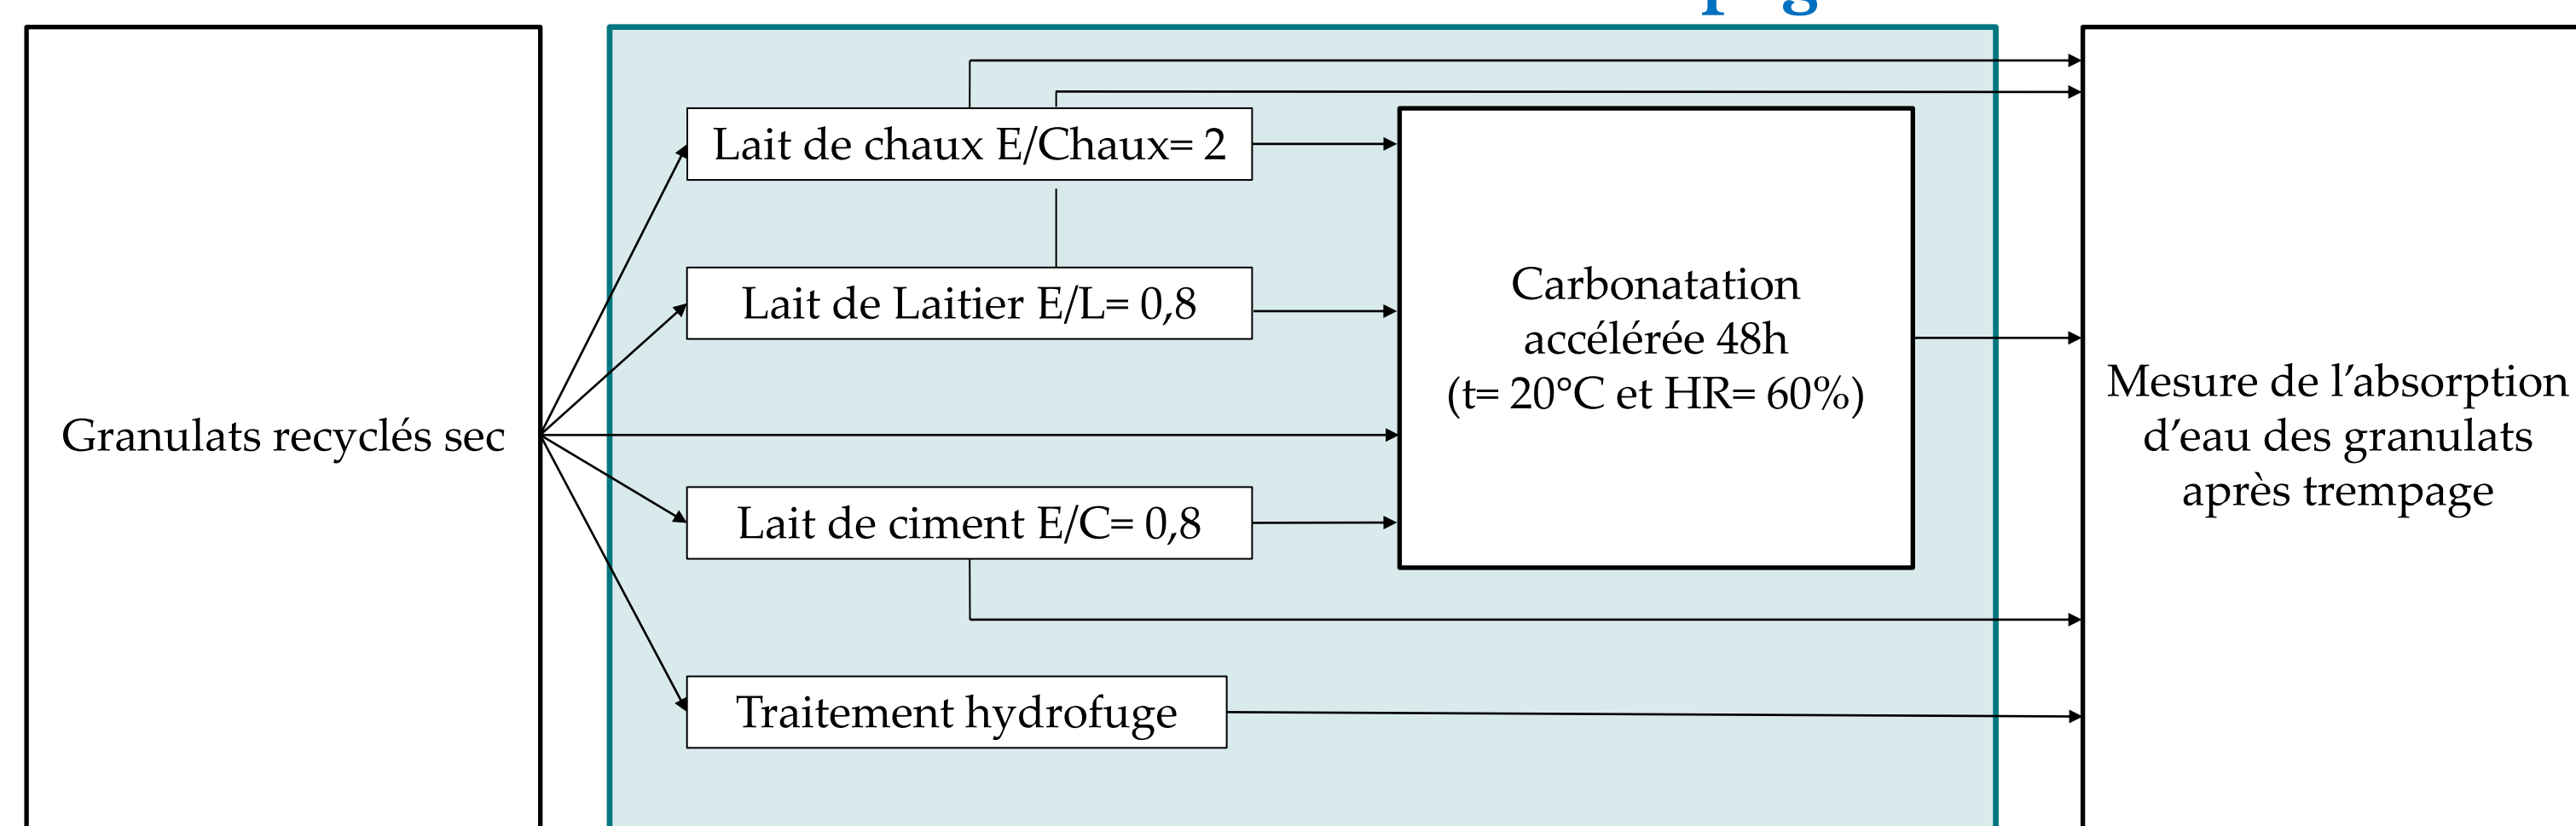 Granulats recyclés sec
Lait de chaux E/Chaux= 2
Lait de Laitier E/L= 0,8
Lait de ciment E/C= 0,8
Traitement hydrofuge
Carbonatation
accélérée 48h
(t= 20°C et HR= 60%)
Mesure de l’absorption
d’eau des granulats
après trempage